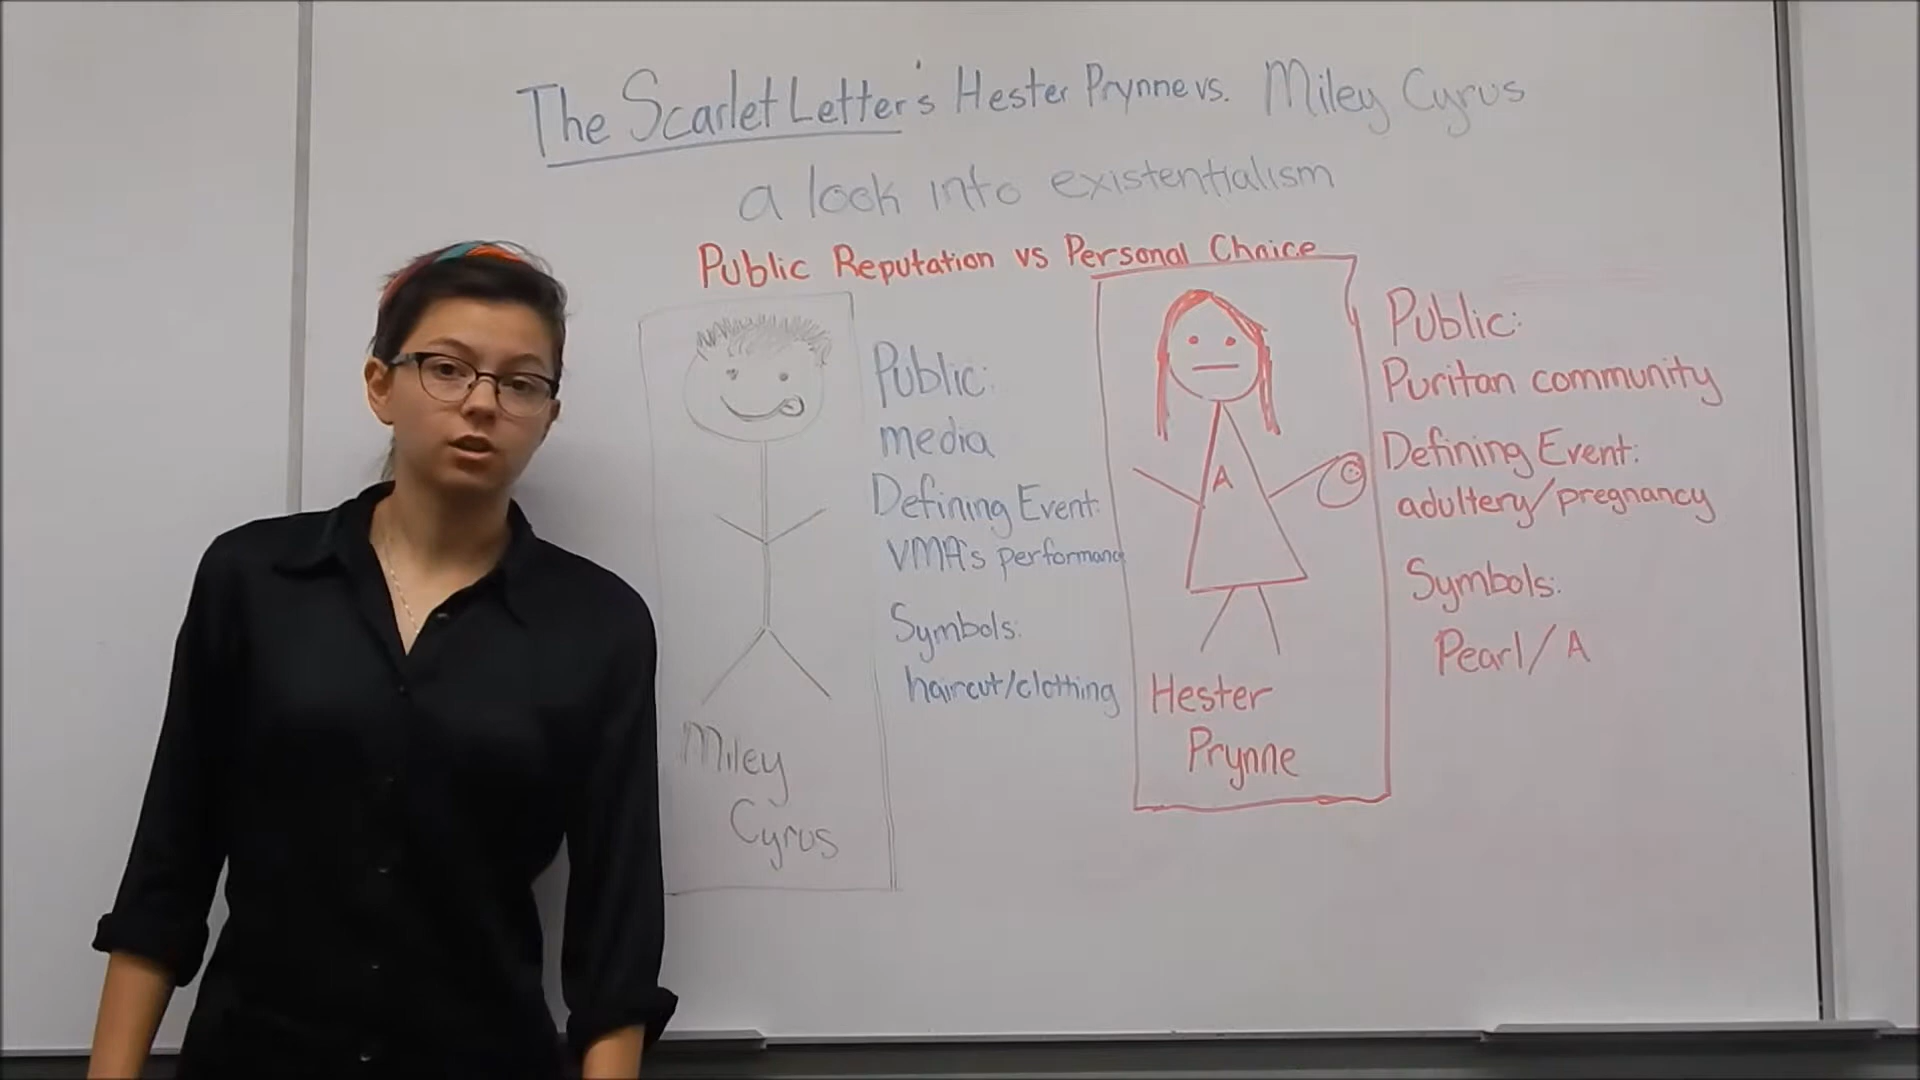 The Scarlet Letter's Hester Prynne vs. Miley Cyrus
a look into existentialism
Public Reputation vs Personal Choice
Public:
media
Defining Event:
VMA's performanc
Symbols:
haircut/clothing
Miley
Cyrus
A
Hester
Prynne
Public:
Puritan community
Defining Event:
adultery/pregnancy
Symbols:
Pearl/A